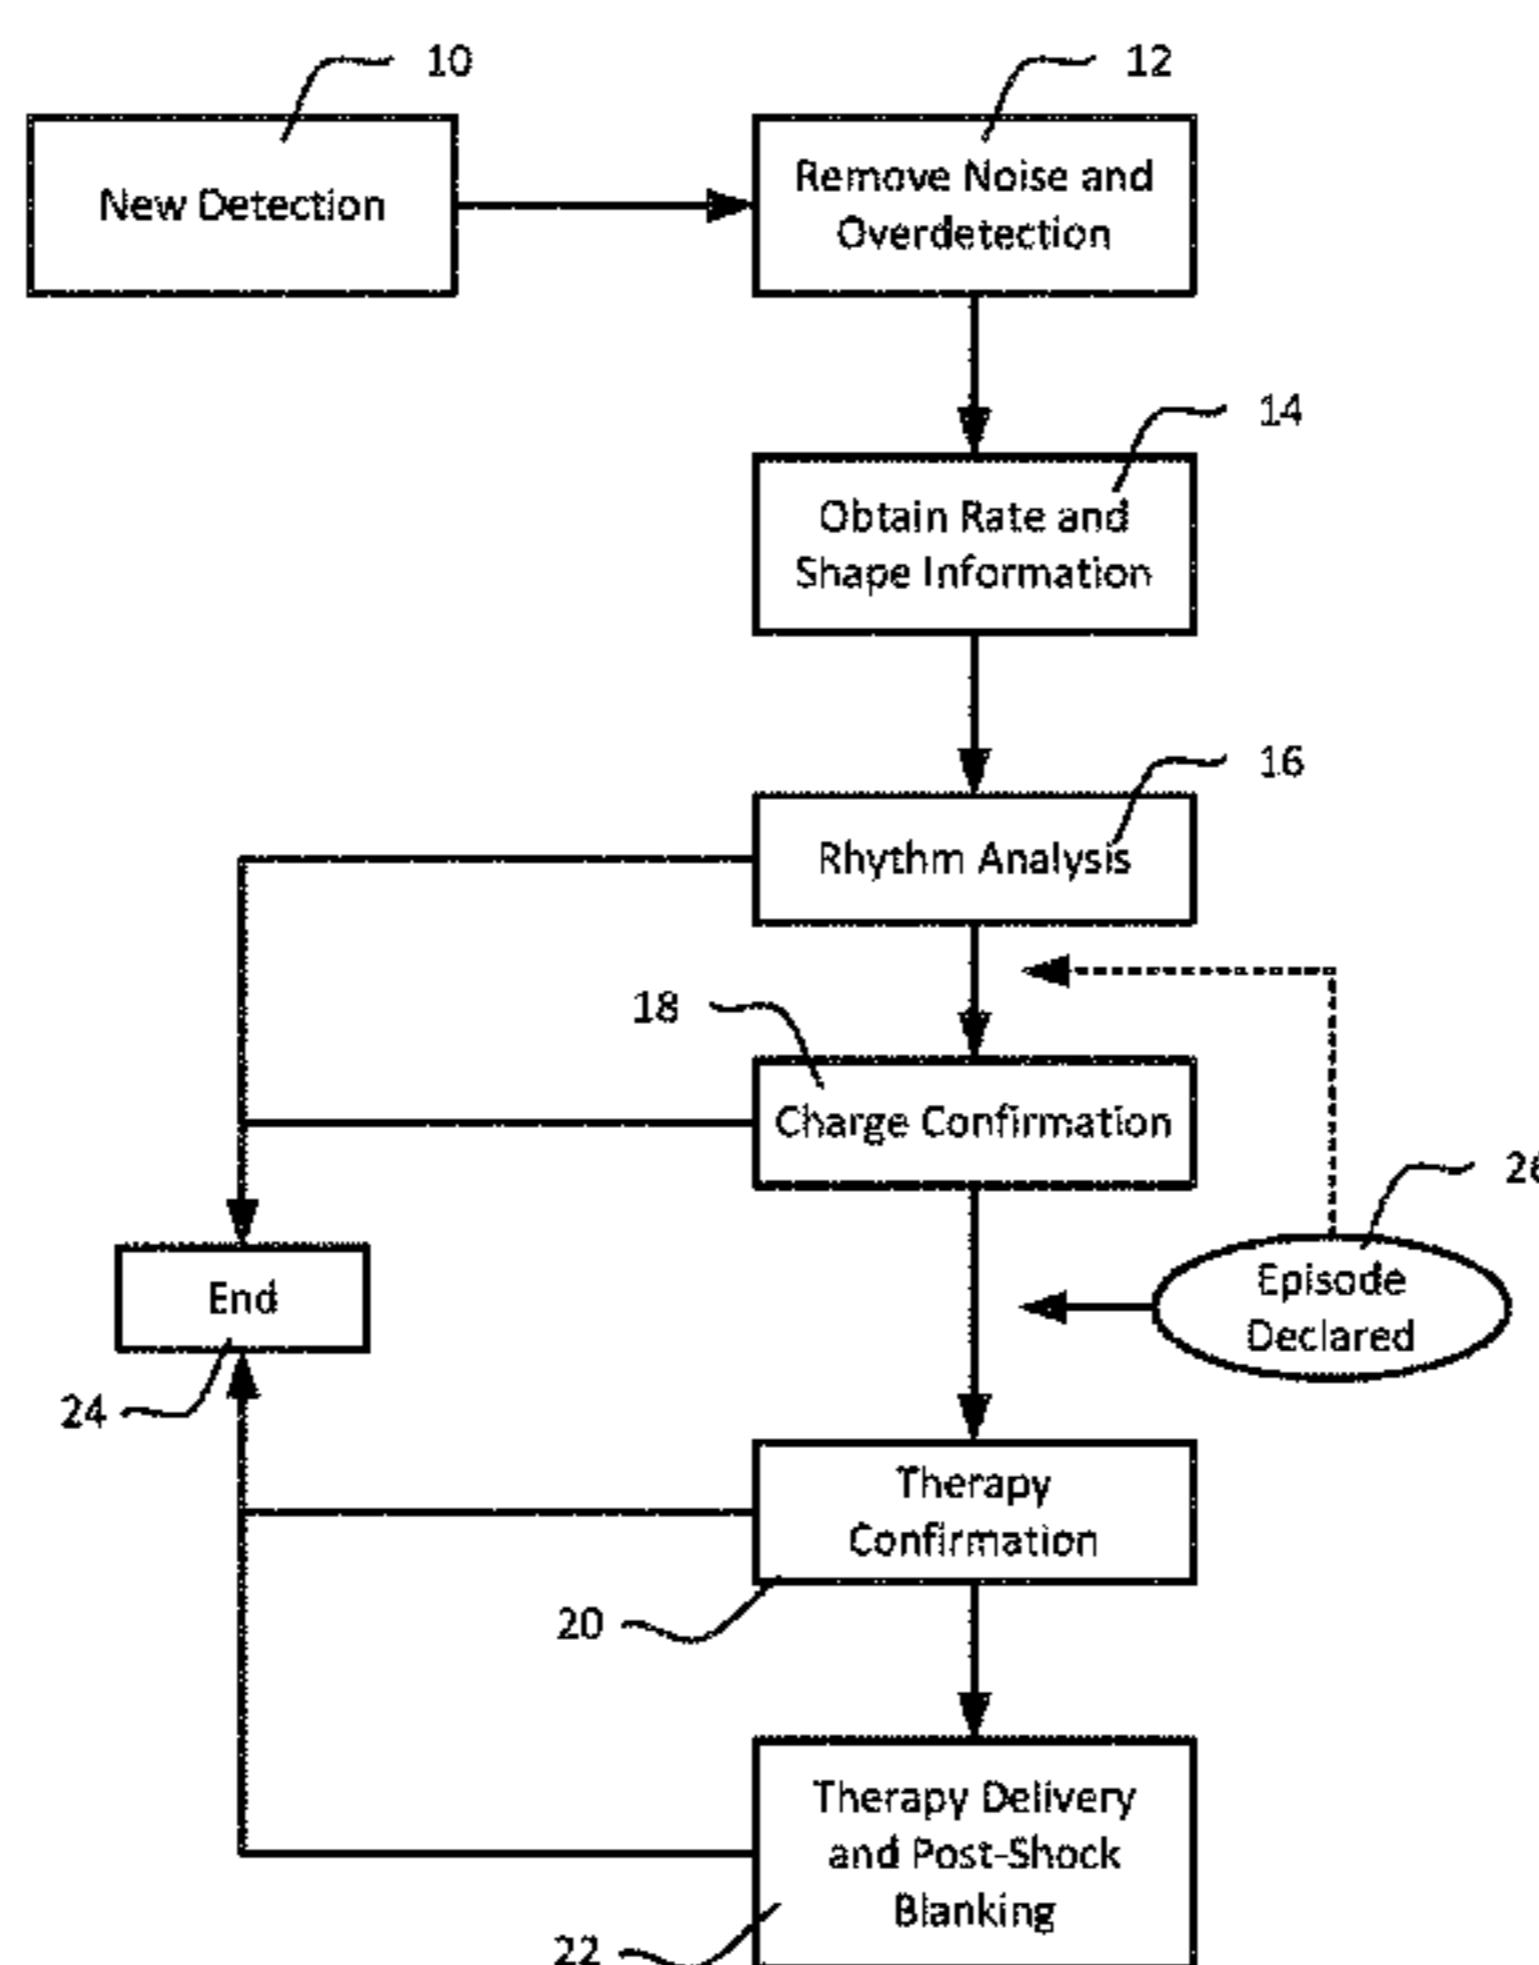 10
12
New Detection
Remove Noise and
Overdetection
14
Obtain Rate and
Shape Information
16
Rhythm Analysis
18
Charge Confirmation
Episode
Declared
End
24
Therapy
Confirmation
20
Therapy Delivery
and Post-Shock
Blanking
22